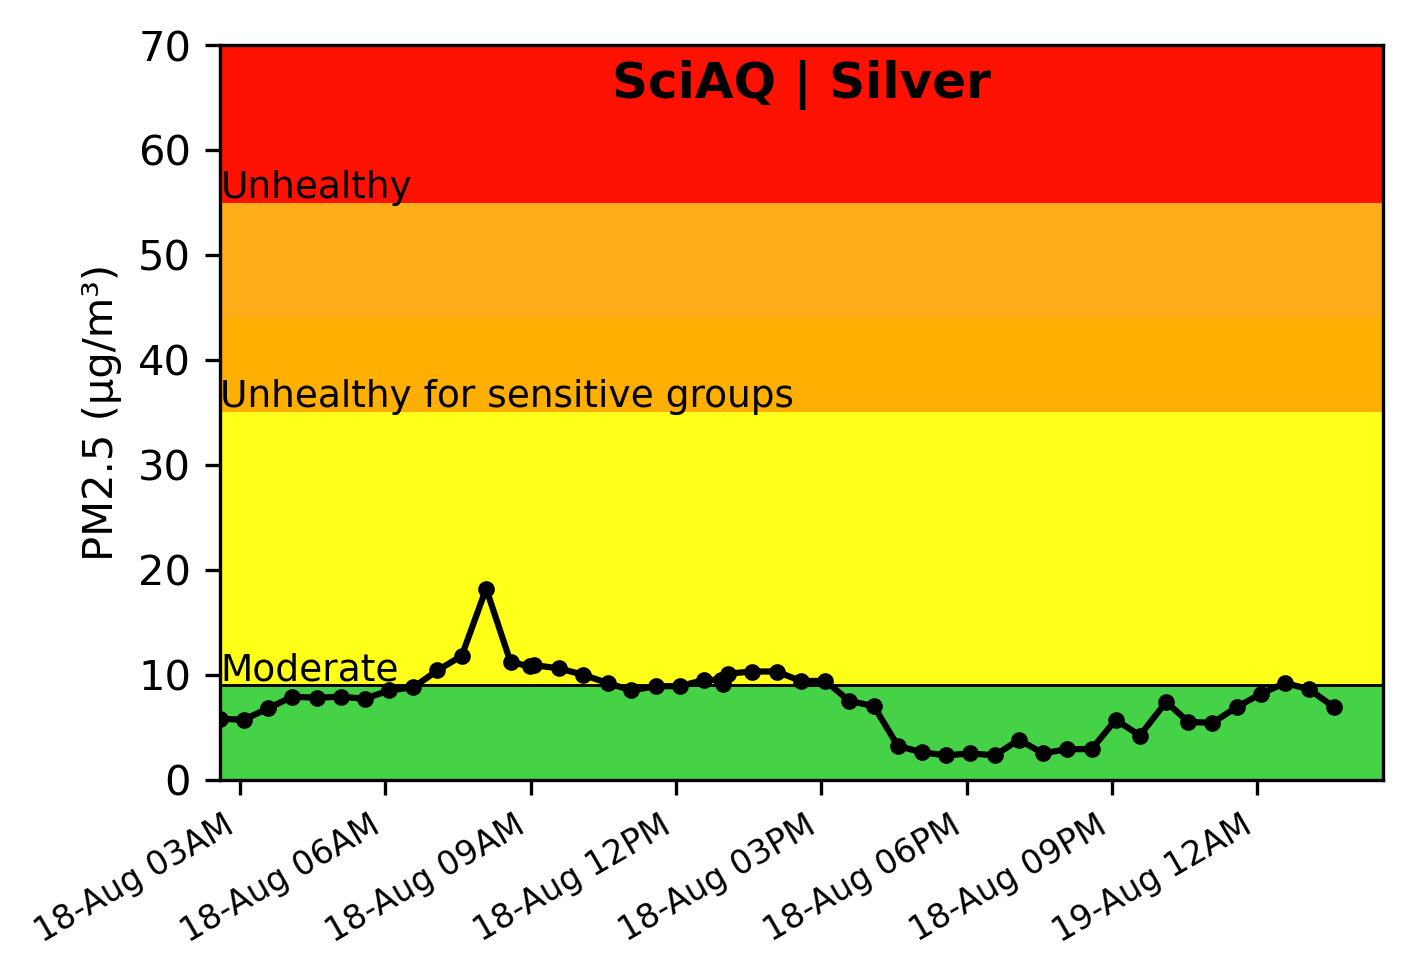 SciAQ | Silver
70
60
50
40
30
20
10
0
PM2.5 (µg/m³)
Unhealthy
Unhealthy for sensitive groups
Moderate
18-Aug 03AM
18-Aug 06AM
18-Aug 09AM
18-Aug 12PM
18-Aug 03PM
18-Aug 06PM
18-Aug 09PM
19-Aug 12AM